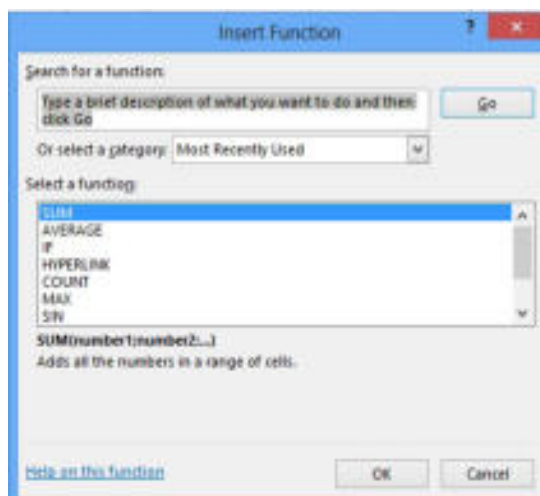 Insert Function
?
Search for a function:
Type a brief description of what you want to do and then
click Go
Go
Or select a category: Most Recently Used
Select a function:
SUM
AVERAGE
IF
HYPERLINK
COUNT
MAX
SIN
SUM(number1;number2;...)
Adds all the numbers in a range of cells.
Help on this function
OK
Cancel